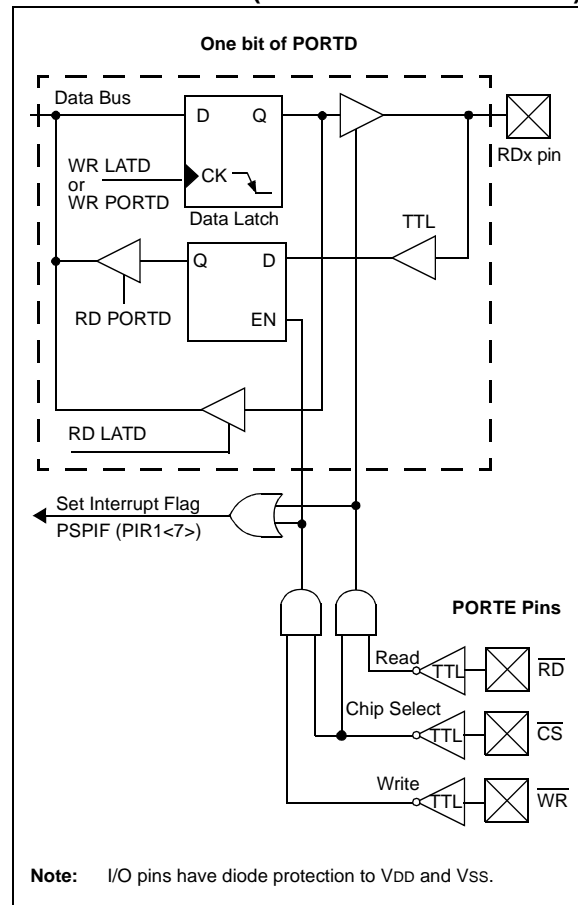 One bit of PORTD
Data Bus
D Q
RDx pin
WR LATD
or
WR PORTD
CK
Data Latch
TTL
Q D
RD PORTD
EN
RD LATD
Set Interrupt Flag
PSPIF (PIR1<7>)
PORTE Pins
Read
TTL
RD
Chip Select
TTL
CS
Write
TTL
WR
Note: I/O pins have diode protection to VDD and VSS.